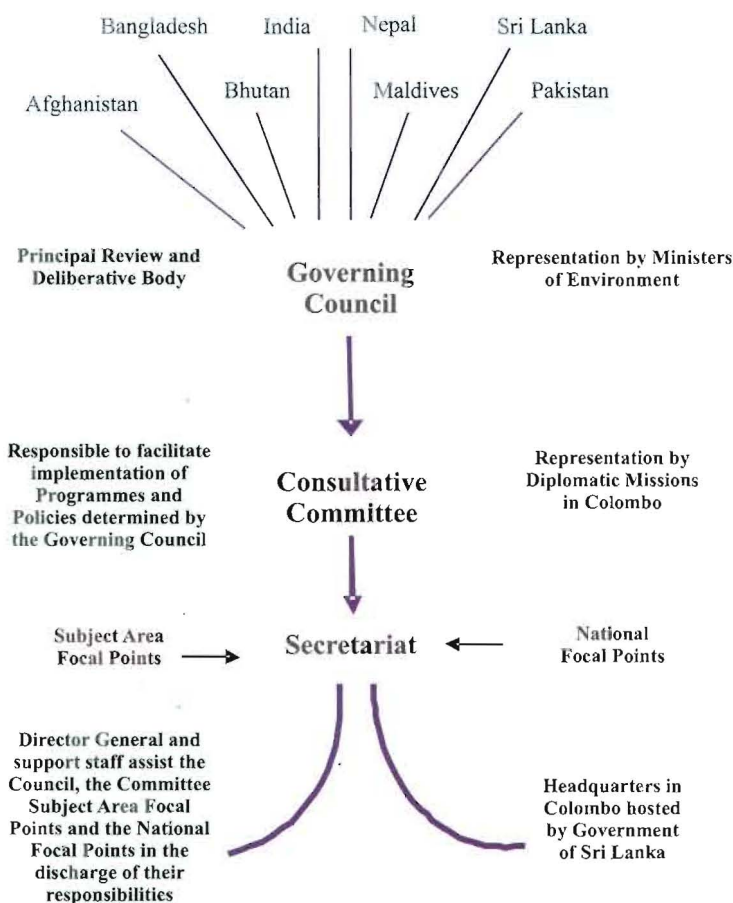 Bangladesh
India
Nepal
Sri Lanka
Afghanistan
Bhutan
Maldives
Pakistan
Principal Review and
Deliberative Body
Governing
Council
Representation by Ministers
of Environment
Responsible to facilitate
implementation of
Programmes and
Policies determined by
the Governing Council
Consultative
Committee
Representation by
Diplomatic Missions
in Colombo
Subject Area
Focal Points
Secretariat
National
Focal Points
Director General and
support staff assist the
Council, the Committee
Subject Area Focal
Points and the National
Focal Points in the
discharge of their
responsibilities
Headquarters in
Colombo hosted
by Government
of Sri Lanka